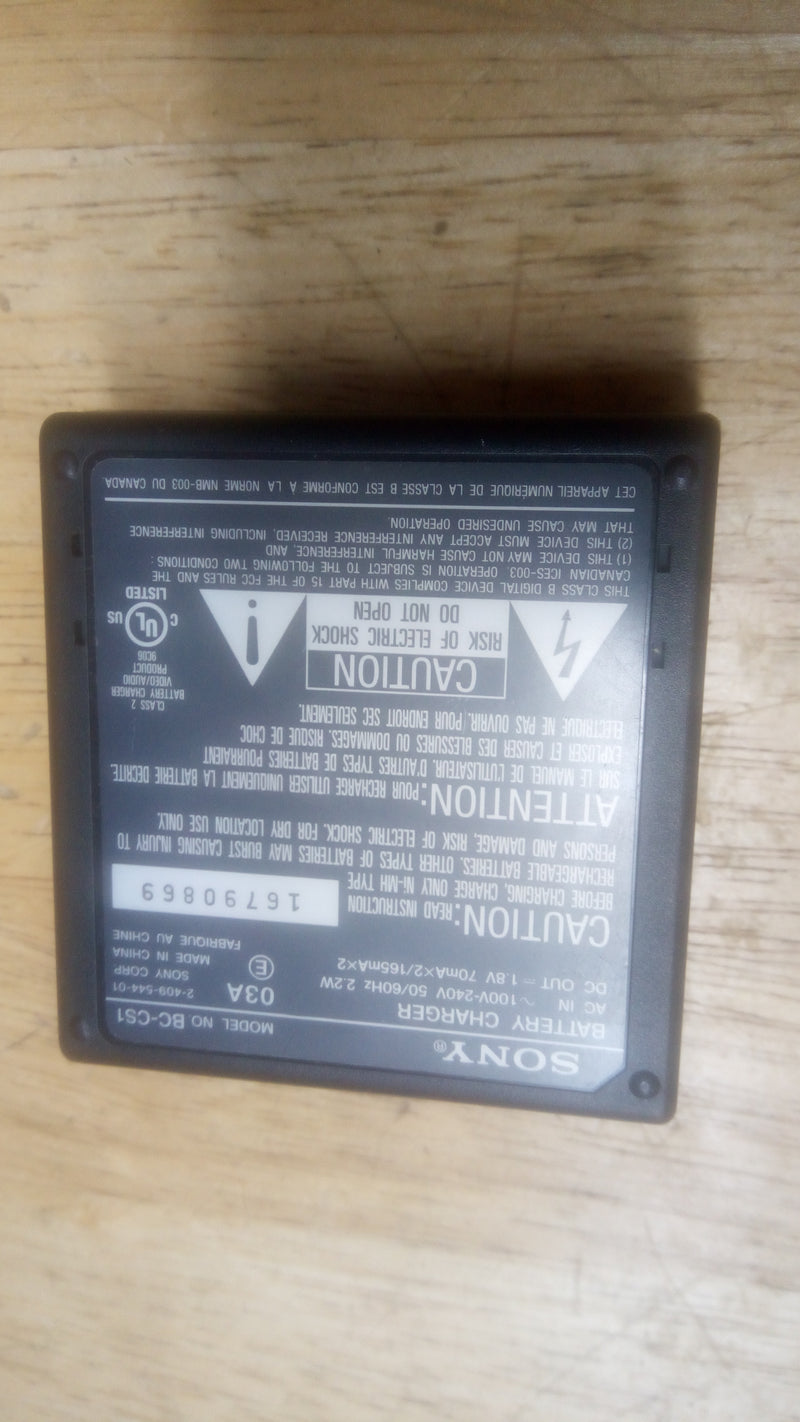 SONY®
BATTERY CHARGER MODEL NO. BC-CS1
AC IN ~ 100V-240V 50/60Hz 2.2W
DC OUT ⎓ 1.8V 70mA×2/165mA×2
03A
E
2-409-544-01
SONY CORP
MADE IN CHINA
FABRIQUE AU CHINE
16790869
CAUTION: READ INSTRUCTION
BEFORE CHARGING, CHARGE ONLY Ni-MH TYPE
RECHARGEABLE BATTERIES. OTHER TYPES OF BATTERIES MAY BURST CAUSING INJURY TO
PERSONS AND DAMAGE, RISK OF ELECTRIC SHOCK. FOR DRY LOCATION USE ONLY.
ATTENTION: POUR RECHARGE UTILISER UNIQUEMENT LA BATTERIE DECRITE
SUR LE MANUEL DE L'UTILISATEUR. D'AUTRES TYPES DE BATTERIES POURRAIENT
EXPLOSER ET CAUSER DES BLESSURES OU DOMMAGES. RISQUE DE CHOC
ELECTRIQUE NE PAS OUVRIR. POUR ENDROIT SEC SEULEMENT.
CAUTION
RISK OF ELECTRIC SHOCK
DO NOT OPEN
!
CLASS 2
BATTERY CHARGER
VIDEO/AUDIO
PRODUCT
9C06
C UL US
LISTED
THIS CLASS B DIGITAL DEVICE COMPLIES WITH PART 15 OF THE FCC RULES AND THE
CANADIAN ICES-003. OPERATION IS SUBJECT TO THE FOLLOWING TWO CONDITIONS:
(1) THIS DEVICE MAY NOT CAUSE HARMFUL INTERFERENCE, AND
(2) THIS DEVICE MUST ACCEPT ANY INTERFERENCE RECEIVED, INCLUDING INTERFERENCE
THAT MAY CAUSE UNDESIRED OPERATION.
CET APPAREIL NUMERIQUE DE LA CLASSE B EST CONFORME À LA NORME NMB-003 DU CANADA